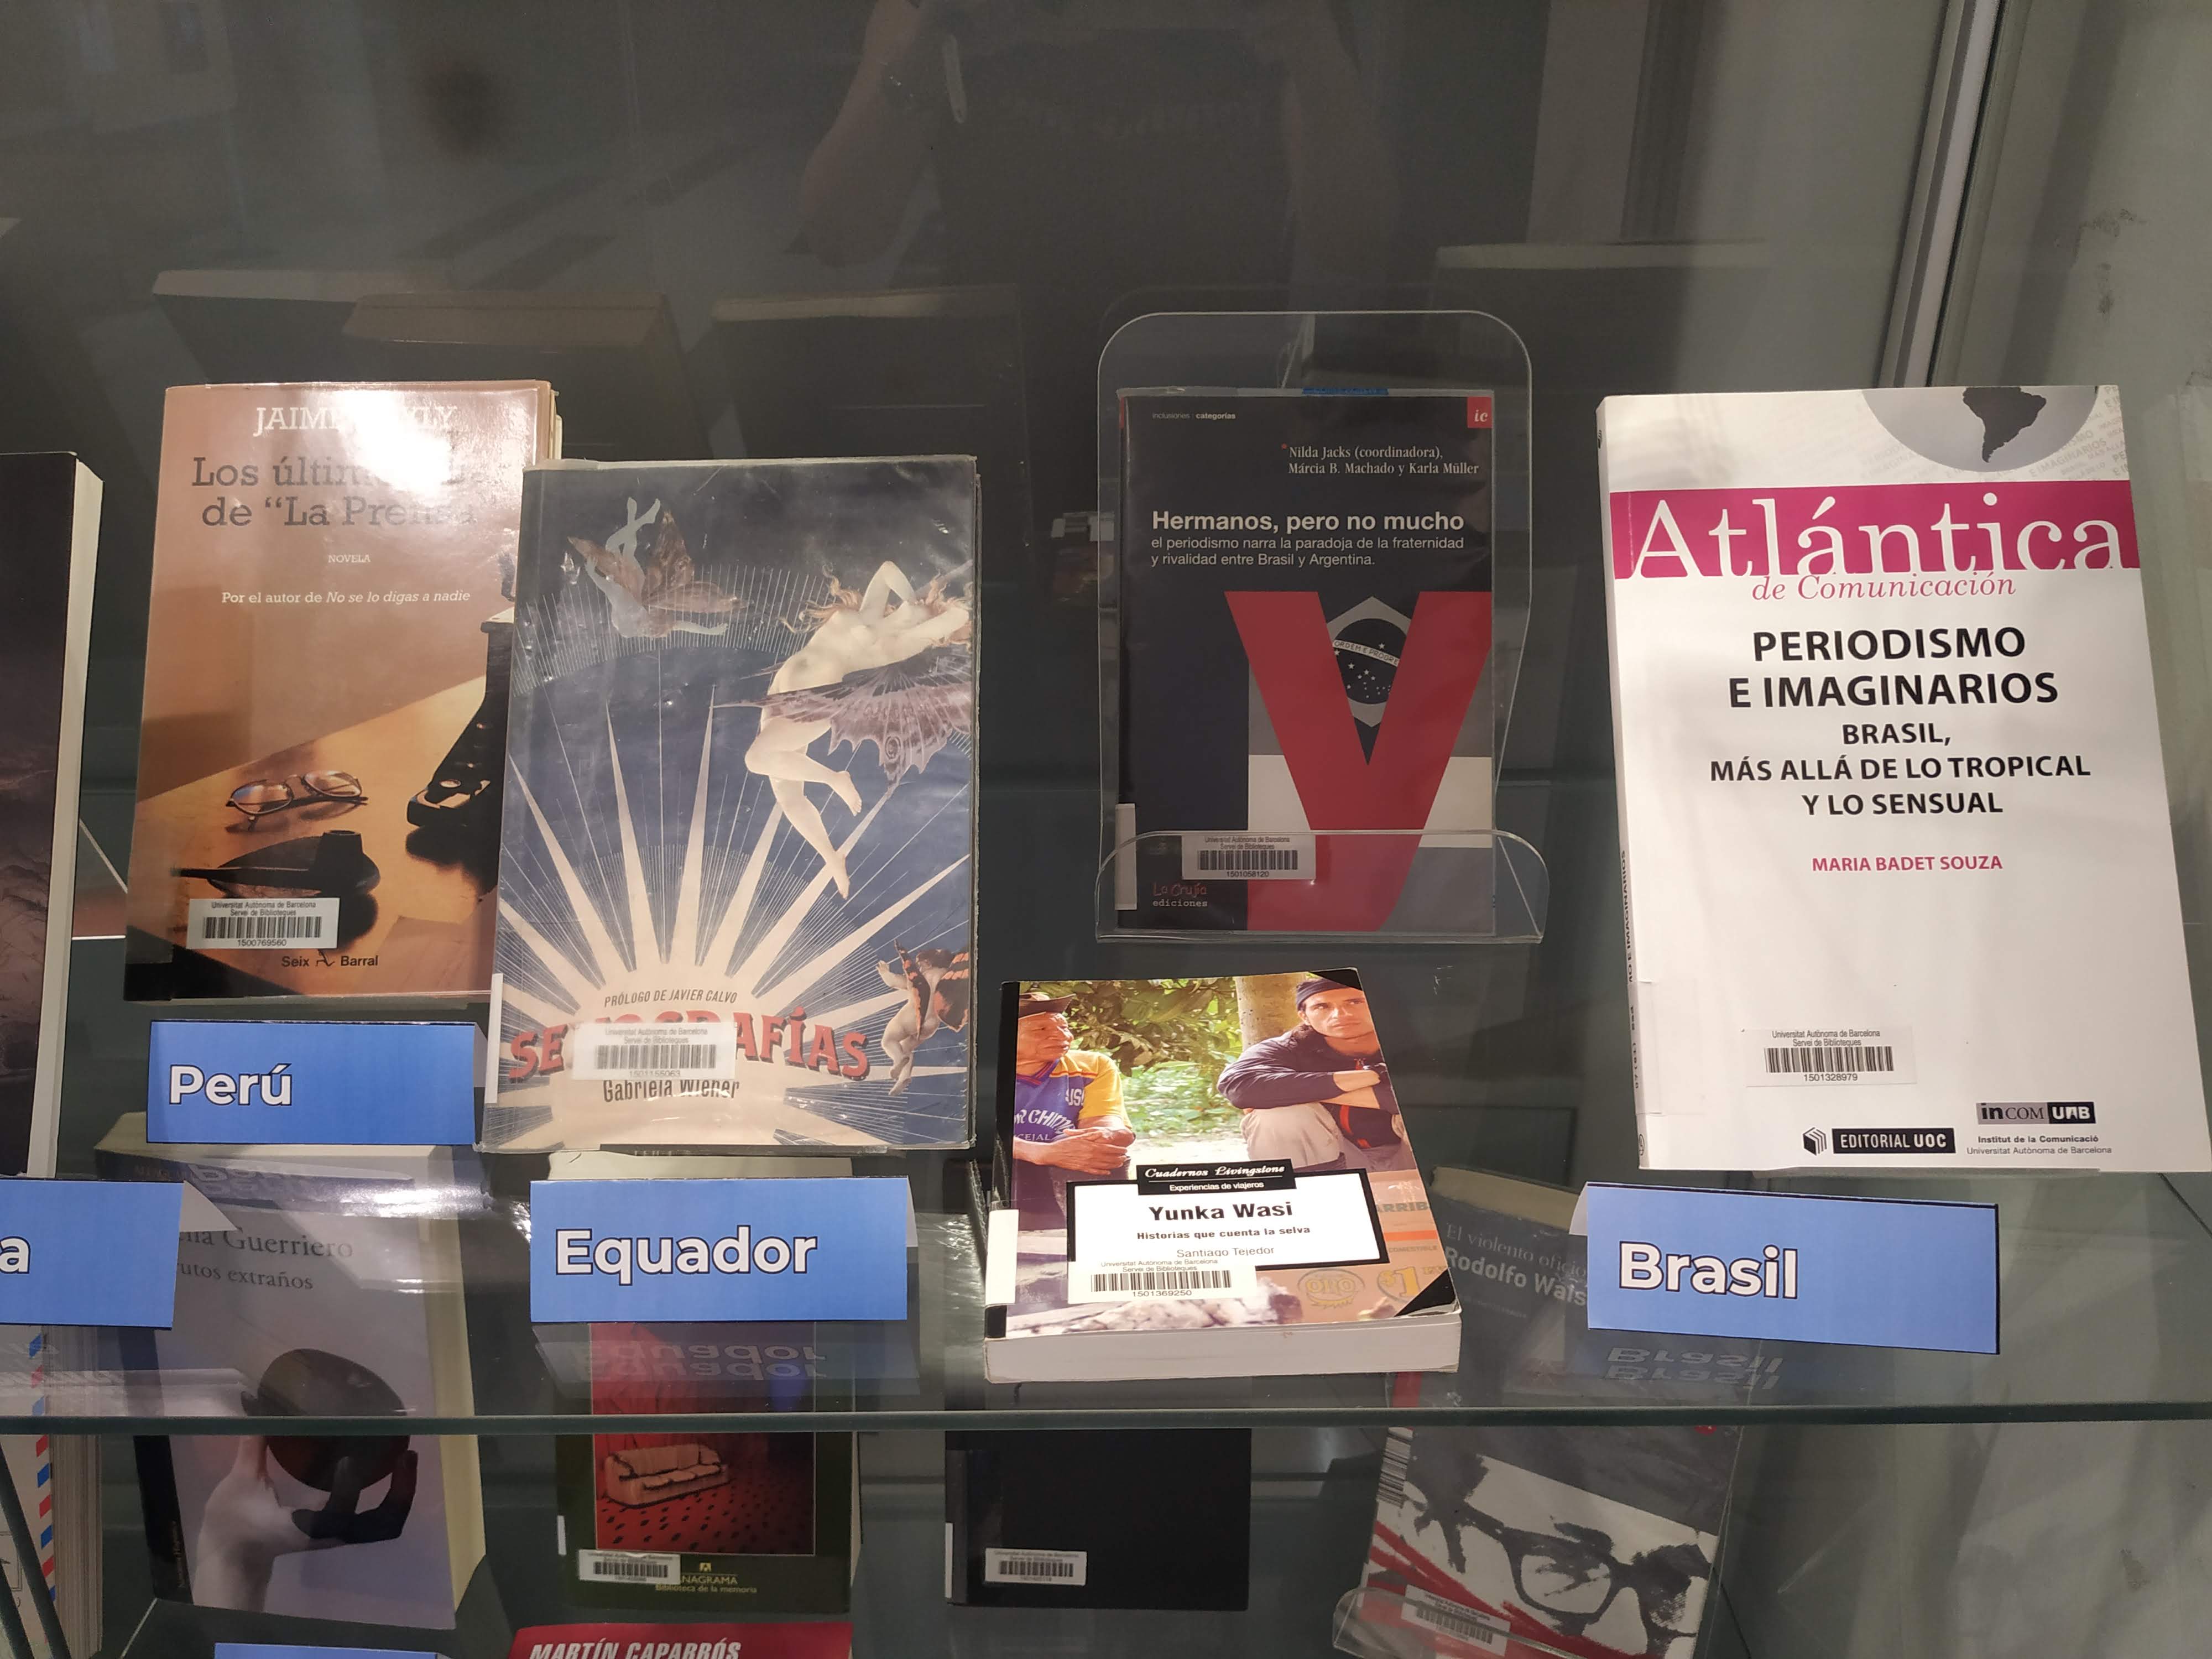 Los
de "La
NOVELA
Por el autor de No se lo digas a nadie
Universitat Autònoma de Barcelona
Servei de Biblioteques
1500769560
Seix Barral
Perú
PRÓLOGO DE JAVIER CALVO
Universitat Autònoma de Barcelona
Servei de Biblioteques
Gabriela Wiener
Equador
inclusiones categorías
ic
* Nilda Jacks (coordinadora),
Márcia B. Machado y Karla Müller
Hermanos, pero no mucho
el periodismo narra la paradoja de la fraternidad
y rivalidad entre Brasil y Argentina.
y
ORDEM E PROGRE
Universitat Autònoma de Barcelona
Servei de Biblioteques
1501058120
La Crujía
ediciones
Cuadernos Livingstone
Experiencias de viajeros
Yunka Wasi
Historias que cuenta la selva
Santiago Tejedor
Universitat Autònoma de Barcelona
Servei de Biblioteques
1501369250
Atlántica
de Comunicación
PERIODISMO
E IMAGINARIOS
BRASIL,
MÁS ALLÁ DE LO TROPICAL
Y LO SENSUAL
MARIA BADET SOUZA
Universitat Autònoma de Barcelona
Servei de Biblioteques
1501328979
EDITORIAL UOC
inCOM UAB
Institut de la Comunicació
Universitat Autònoma de Barcelona
Brasil
a
Guerriero
extraños
El violento oficio
Rodolfo
Biblioteca de la memoria
MARTÍN CAPARRÓS